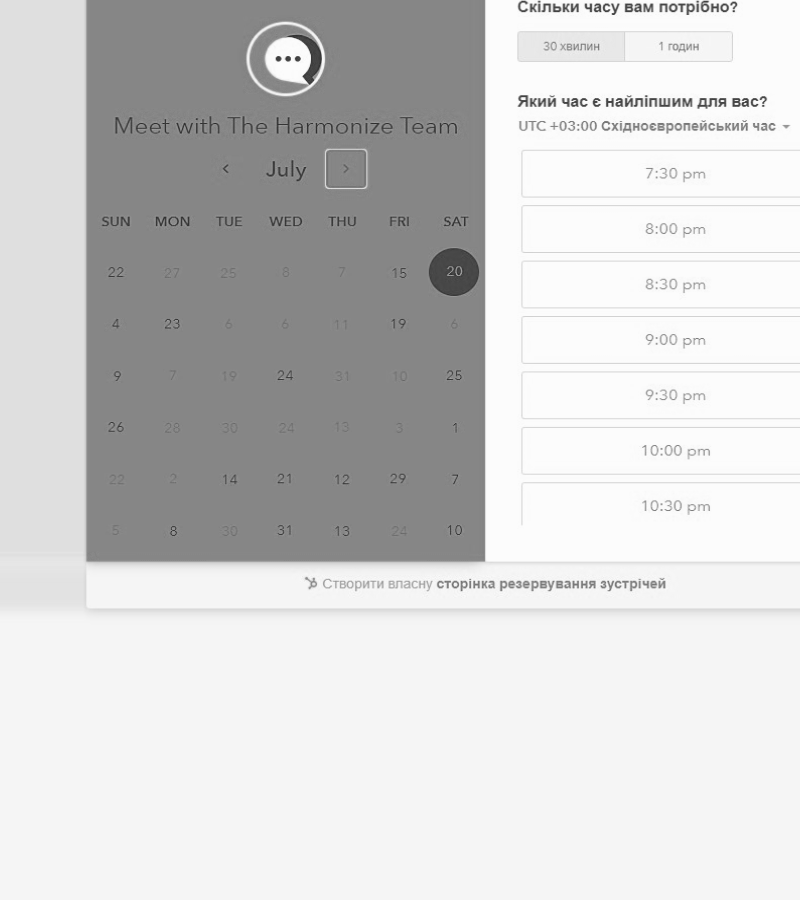 Meet with The Harmonize Team
July
SUN MON TUE WED THU FRI SAT
22 27 25 8 7 15 20
4 23 6 6 11 19 6
9 7 19 24 31 10 25
26 28 30 24 13 3 1
22 2 14 21 12 29 7
5 8 30 31 13 24 10
Скільки часу вам потрібно?
30 хвилин 1 годин
Який час є найліпшим для вас?
UTC +03:00 Східноєвропейський час
7:30 pm
8:00 pm
8:30 pm
9:00 pm
9:30 pm
10:00 pm
10:30 pm
Створити власну сторінка резервування зустрічей